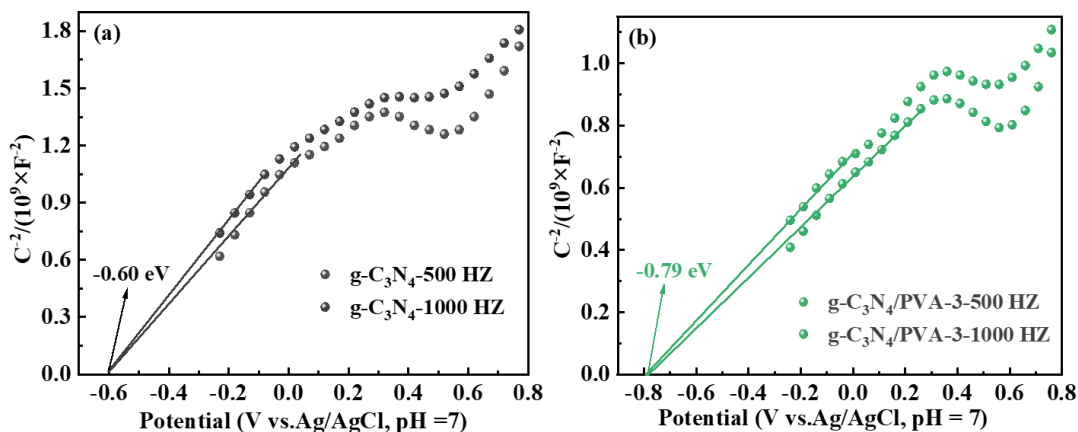 (a)
C⁻²/(10⁹×F⁻²)
1.8
1.5
1.2
0.9
0.6
0.3
0.0
-0.60 eV
g-C₃N₄-500 HZ
g-C₃N₄-1000 HZ
-0.8 -0.6 -0.4 -0.2 0.0 0.2 0.4 0.6 0.8
Potential (V vs.Ag/AgCl, pH =7)
(b)
C⁻²/(10⁹×F⁻²)
1.0
0.8
0.6
0.4
0.2
0.0
-0.79 eV
g-C₃N₄/PVA-3-500 HZ
g-C₃N₄/PVA-3-1000 HZ
-0.8 -0.6 -0.4 -0.2 0.0 0.2 0.4 0.6 0.8
Potential (V vs.Ag/AgCl, pH = 7)